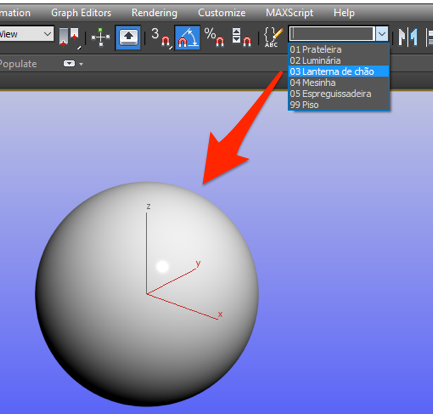 mation Graph Editors Rendering Customize MAXScript Help
View 3 % ABC
01 Prateleira
02 Luminária
03 Lanterna de chão
04 Mesinha
05 Espreguissadeira
99 Piso
Populate
z
y
x